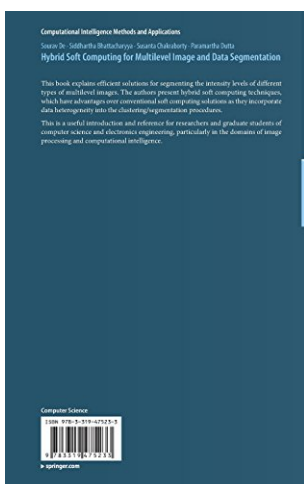 Computational Intelligence Methods and Applications
Sourav De · Siddhartha Bhattacharyya · Susanta Chakraborty · Paramartha Dutta
Hybrid Soft Computing for Multilevel Image and Data Segmentation
This book explains efficient solutions for segmenting the intensity levels of different
types of multilevel images. The authors present hybrid soft computing techniques,
which have advantages over conventional soft computing solutions as they incorporate
data heterogeneity into the clustering/segmentation procedures.
This is a useful introduction and reference for researchers and graduate students of
computer science and electronics engineering, particularly in the domains of image
processing and computational intelligence.
Computer Science
ISBN 978-3-319-47523-3
9 783319 475233
▸ springer.com